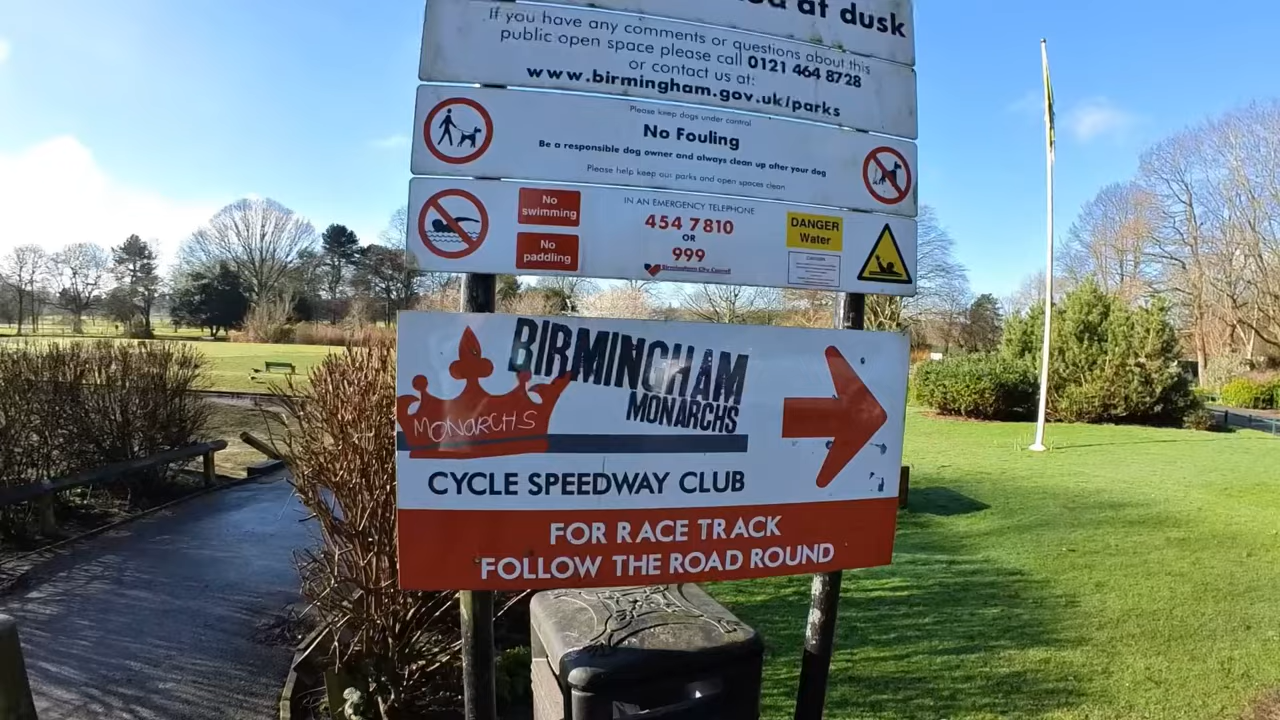 at dusk
If you have any comments or questions about this
public open space please call 0121 464 8728
or contact us at:
www.birmingham.gov.uk/parks
Please keep dogs under control
No Fouling
Be a responsible dog owner and always clean up after your dog
Please help keep our parks and open spaces clean
No
swimming
No
paddling
IN AN EMERGENCY TELEPHONE
454 7810
OR
999
Birmingham City Council
DANGER
Water
BIRMINGHAM
MONARCHS
MONARCHS
CYCLE SPEEDWAY CLUB
FOR RACE TRACK
FOLLOW THE ROAD ROUND